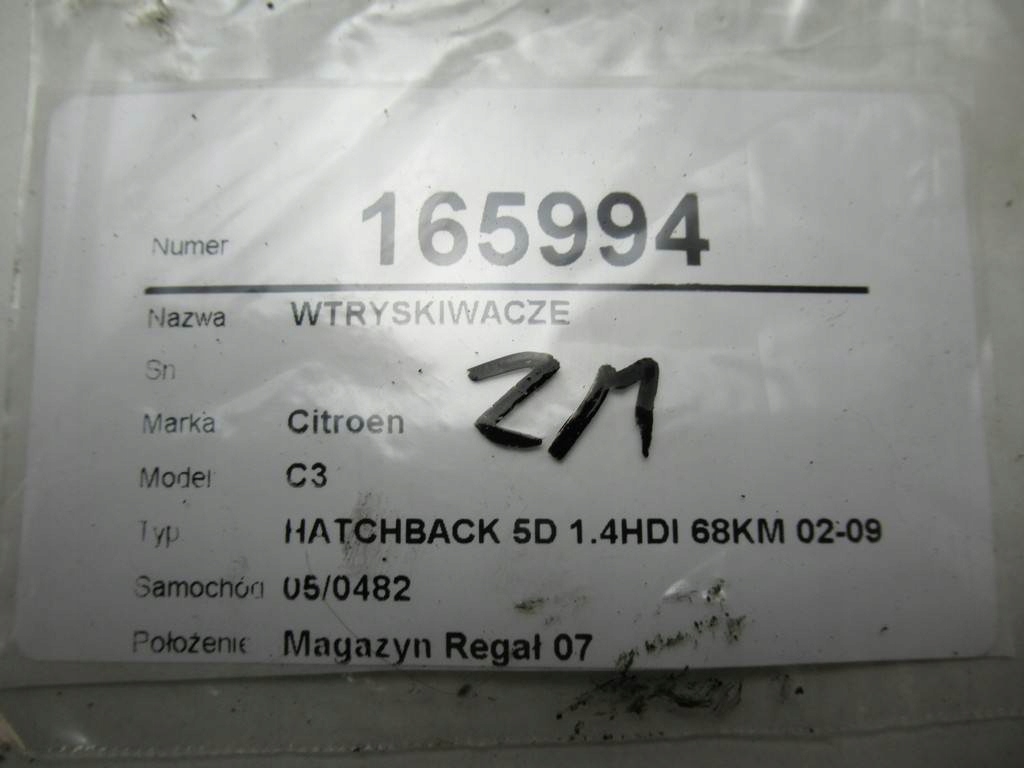 Numer 165994
Nazwa WTRYSKIWACZE
Sn
ZM
Marka Citroen
Model C3
Typ HATCHBACK 5D 1.4HDI 68KM 02-09
Samochód 05/0482
Położenie Magazyn Regał 07